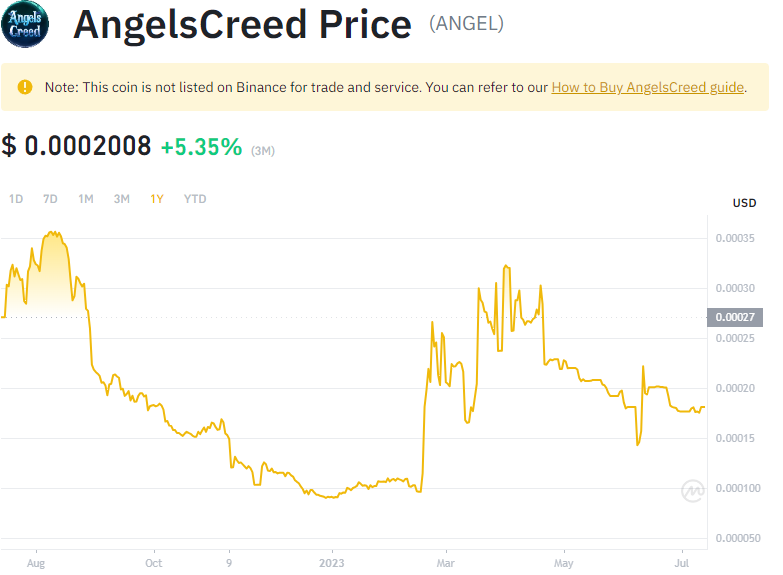 Angels
Creed
AngelsCreed Price (ANGEL)
Note: This coin is not listed on Binance for trade and service. You can refer to our How to Buy AngelsCreed guide.
$ 0.0002008 +5.35% (3M)
1D 7D 1M 3M 1Y YTD
USD
0.00035
0.00030
0.00027
0.00025
0.00020
0.00015
0.000100
0.000050
Aug Oct 9 2023 Mar May Jul